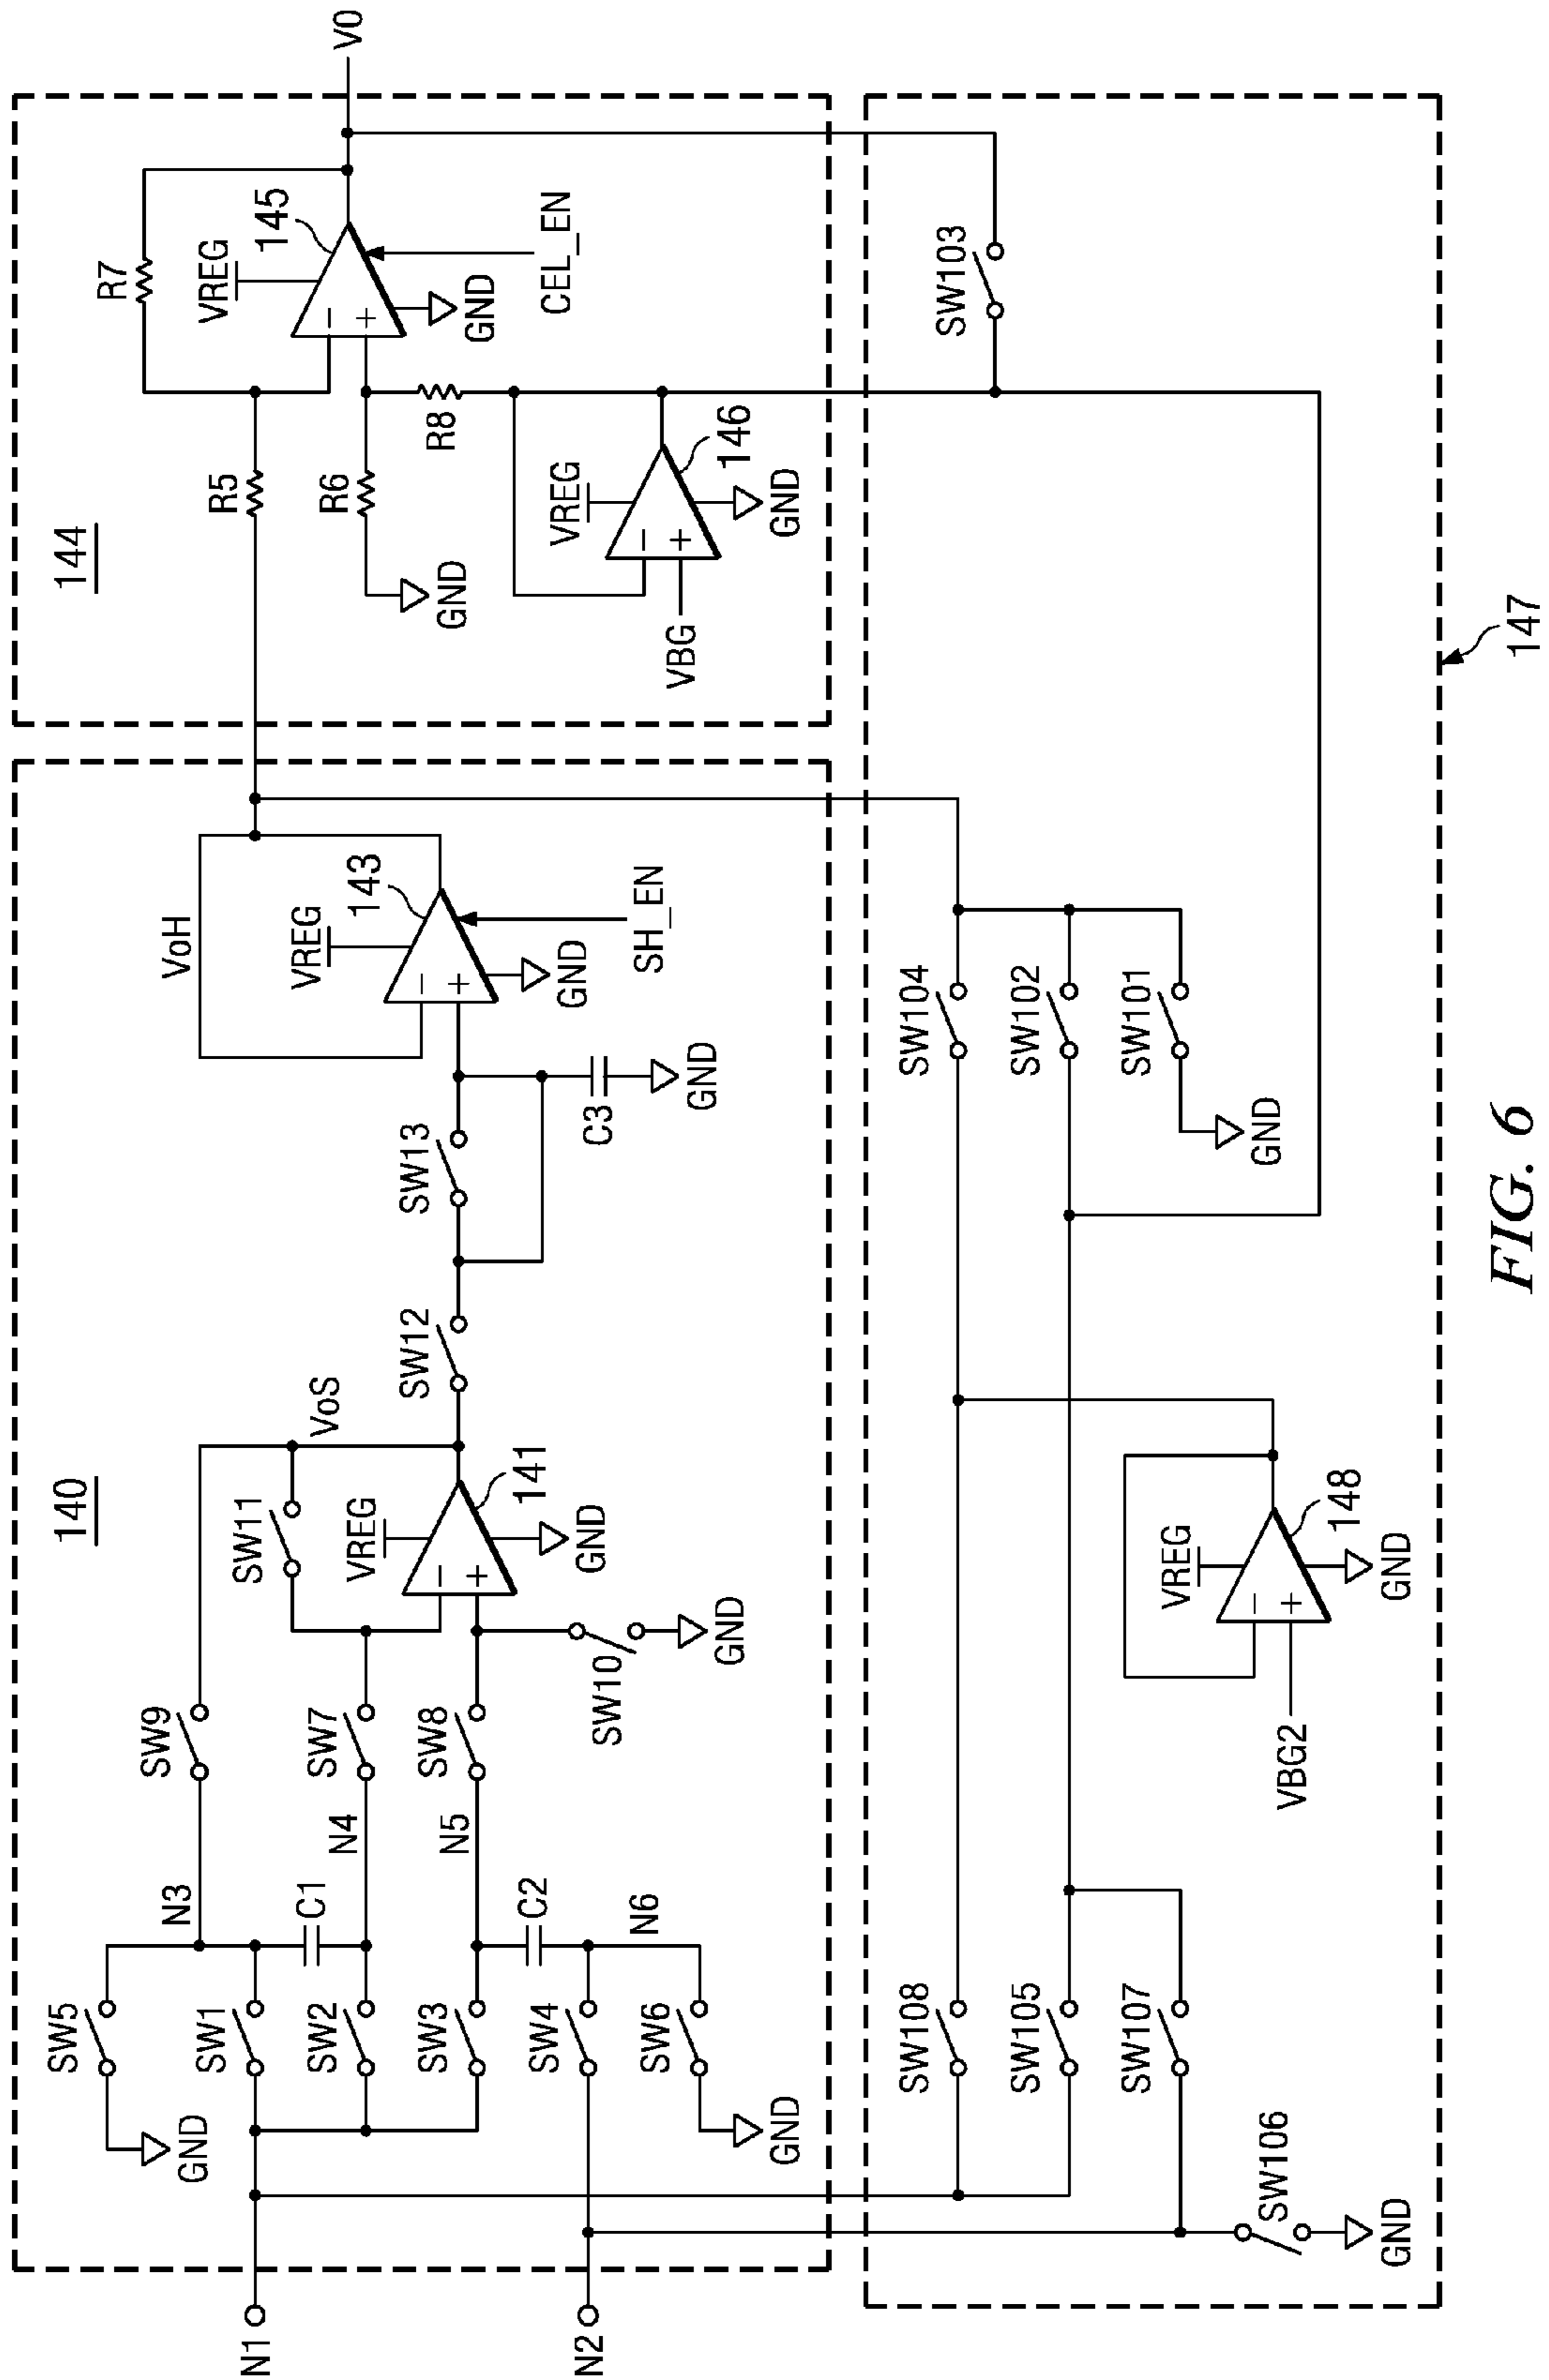 140
144
N1
N2
SW5
GND
SW1
SW2
SW3
SW4
SW6
GND
N3
C1
N4
N5
C2
N6
SW9
SW7
SW8
SW10
GND
SW11
VoS
VREG
141
−
+
GND
SW12
SW13
C3
GND
VoH
VREG
143
−
+
GND
SH_EN
R5
R6
GND
R7
R8
VREG
145
−
+
GND
CEL_EN
VREG
146
−
+
GND
VBG
VO
SW103
SW104
SW102
SW101
GND
SW108
SW105
SW107
SW106
GND
VREG
148
−
+
GND
VBG2
147
FIG. 6